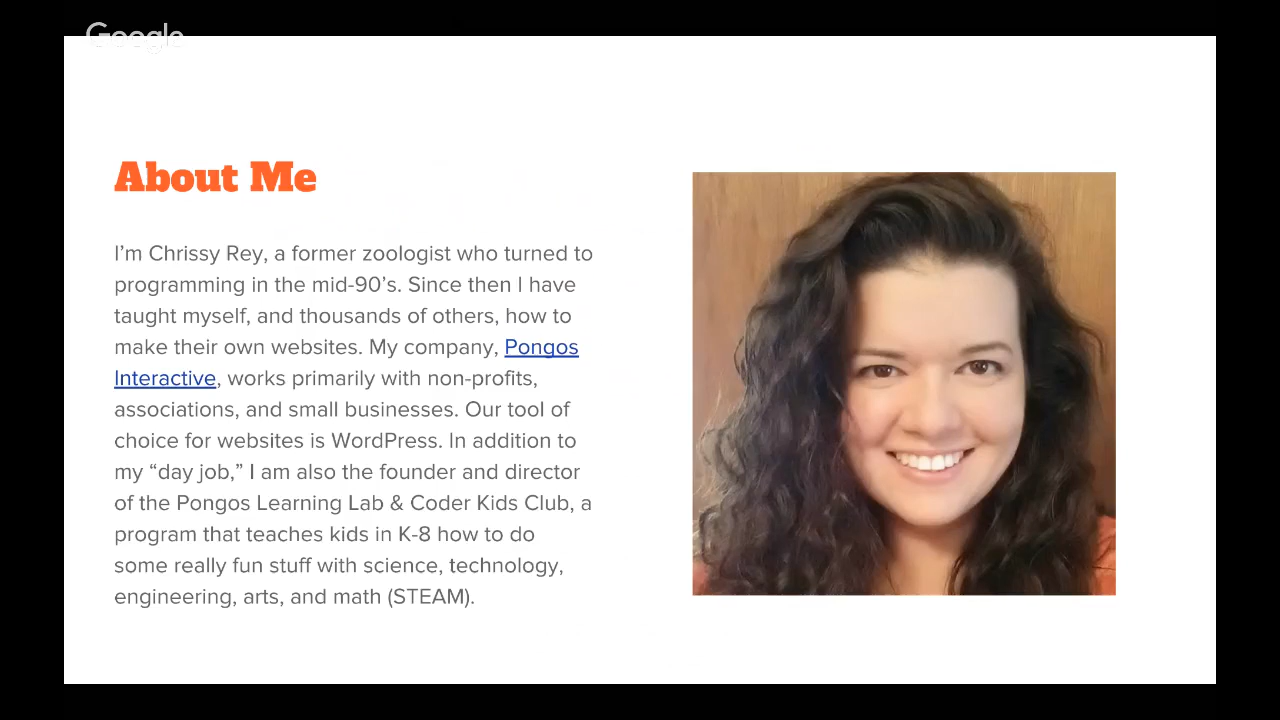 Google
About Me
I’m Chrissy Rey, a former zoologist who turned to
programming in the mid-90’s. Since then I have
taught myself, and thousands of others, how to
make their own websites. My company, Pongos
Interactive, works primarily with non-profits,
associations, and small businesses. Our tool of
choice for websites is WordPress. In addition to
my “day job,” I am also the founder and director
of the Pongos Learning Lab & Coder Kids Club, a
program that teaches kids in K-8 how to do
some really fun stuff with science, technology,
engineering, arts, and math (STEAM).